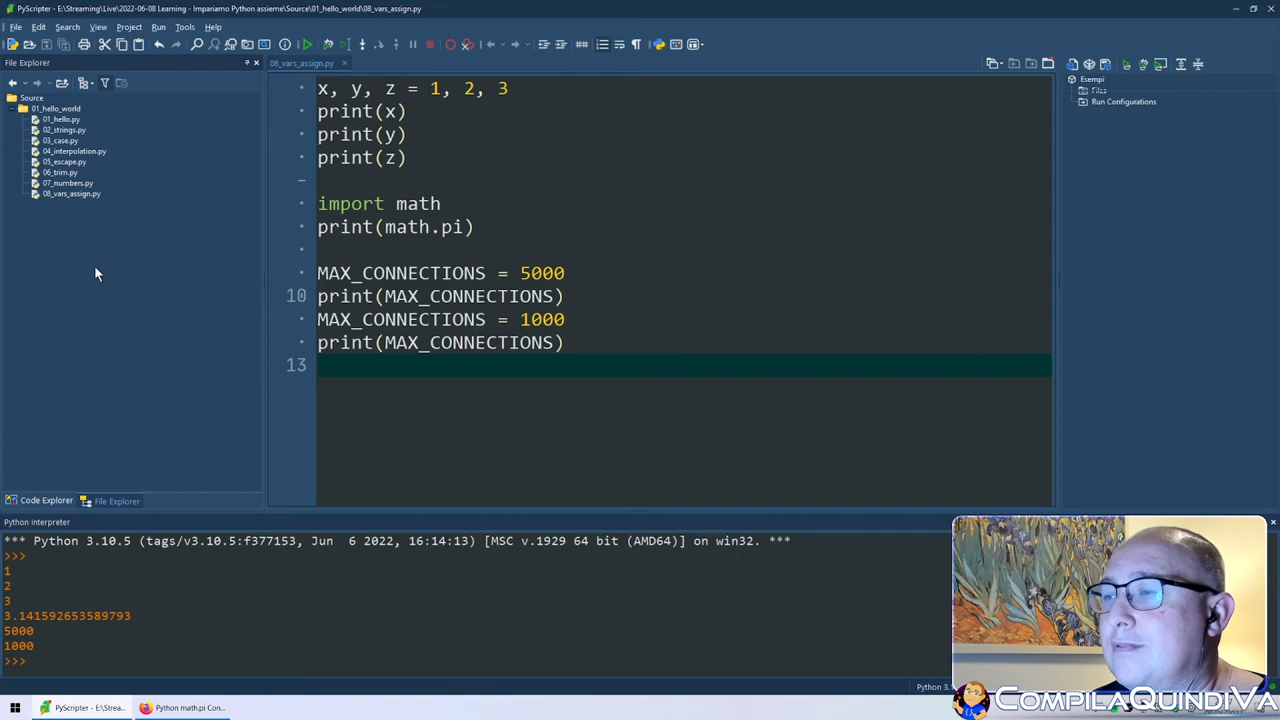 PyScripter - E:\Streaming\Live\2022-06-08 Learning - Impariamo Python assieme\Source\01_hello_world\08_vars_assign.py
File Edit Search View Project Run Tools Help
File Explorer
08_vars_assign.py
Source
01_hello_world
01_hello.py
02_strings.py
03_case.py
04_interpolation.py
05_escape.py
06_trim.py
07_numbers.py
08_vars_assign.py
Code Explorer
File Explorer
x, y, z = 1, 2, 3
print(x)
print(y)
print(z)
import math
print(math.pi)
MAX_CONNECTIONS = 5000
10 print(MAX_CONNECTIONS)
MAX_CONNECTIONS = 1000
print(MAX_CONNECTIONS)
13
Esempi
Files
Run Configurations
Python Interpreter
*** Python 3.10.5 (tags/v3.10.5:f377153, Jun 6 2022, 16:14:13) [MSC v.1929 64 bit (AMD64)] on win32. ***
>>>
1
2
3
3.141592653589793
5000
1000
>>>
PyScripter - E:\Strea...
Python math.pi Con...
CompilaQuindiVa